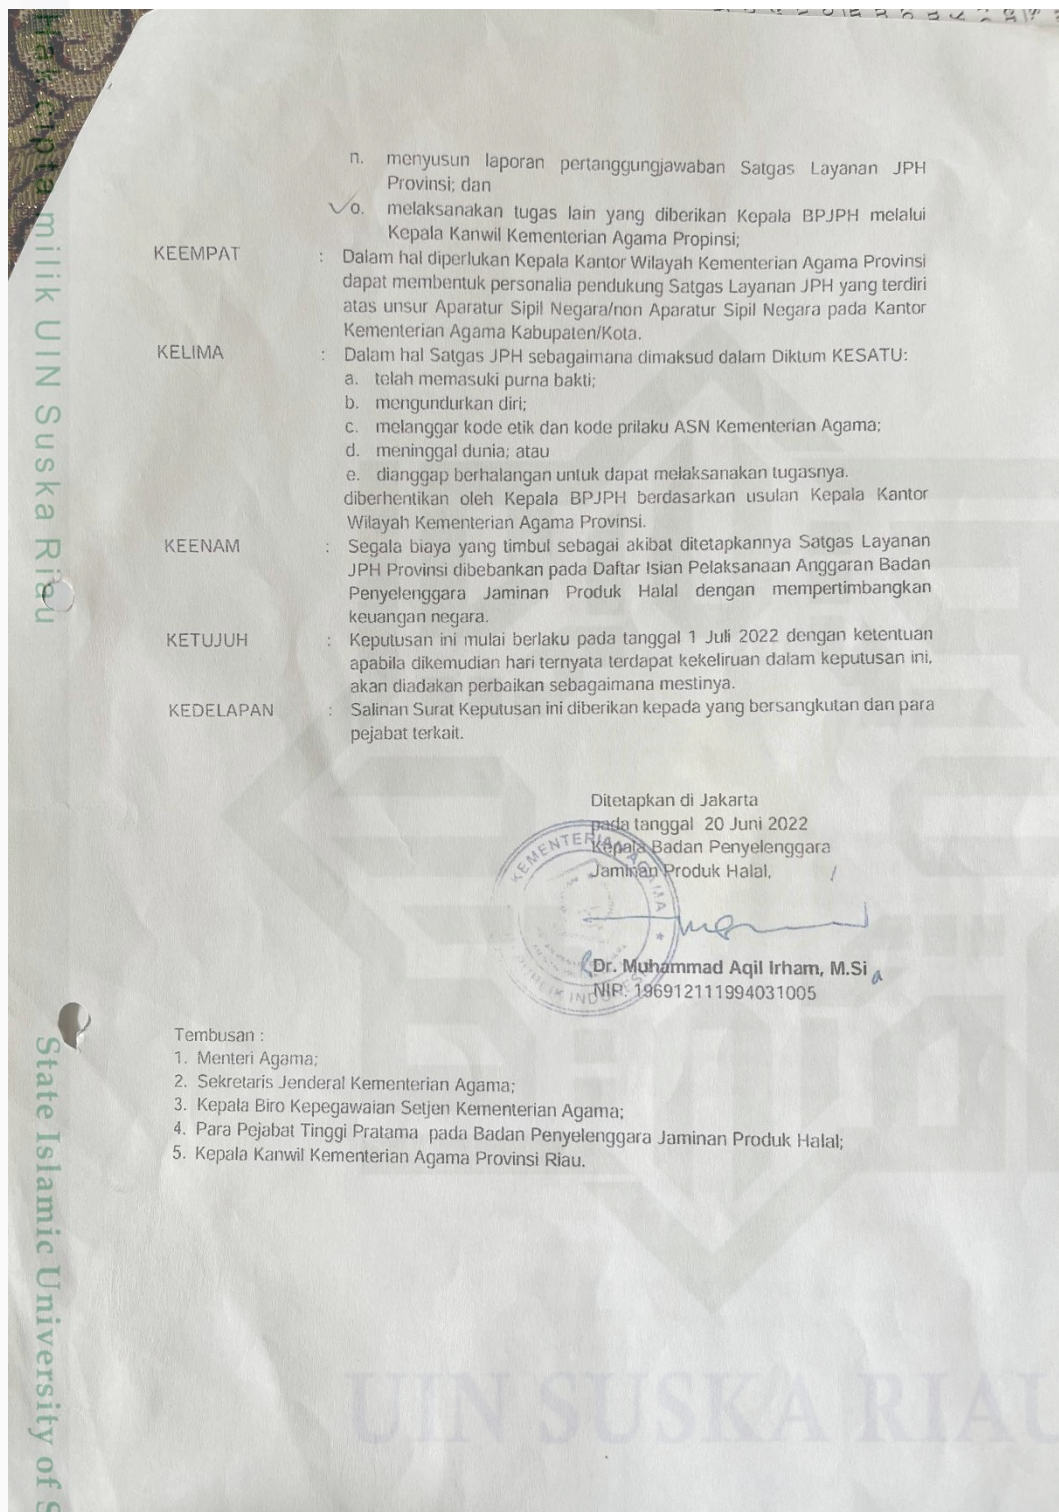 n. menyusun laporan pertanggungjawaban Satgas Layanan JPH
Provinsi; dan
o. melaksanakan tugas lain yang diberikan Kepala BPJPH melalui
Kepala Kanwil Kementerian Agama Propinsi;
KEEMPAT : Dalam hal diperlukan Kepala Kantor Wilayah Kementerian Agama Provinsi
dapat membentuk personalia pendukung Satgas Layanan JPH yang terdiri
atas unsur Aparatur Sipil Negara/non Aparatur Sipil Negara pada Kantor
Kementerian Agama Kabupaten/Kota.
KELIMA : Dalam hal Satgas JPH sebagaimana dimaksud dalam Diktum KESATU:
a. telah memasuki purna bakti;
b. mengundurkan diri;
c. melanggar kode etik dan kode prilaku ASN Kementerian Agama;
d. meninggal dunia; atau
e. dianggap berhalangan untuk dapat melaksanakan tugasnya.
diberhentikan oleh Kepala BPJPH berdasarkan usulan Kepala Kantor
Wilayah Kementerian Agama Provinsi.
KEENAM : Segala biaya yang timbul sebagai akibat ditetapkannya Satgas Layanan
JPH Provinsi dibebankan pada Daftar Isian Pelaksanaan Anggaran Badan
Penyelenggara Jaminan Produk Halal dengan mempertimbangkan
keuangan negara.
KETUJUH : Keputusan ini mulai berlaku pada tanggal 1 Juli 2022 dengan ketentuan
apabila dikemudian hari ternyata terdapat kekeliruan dalam keputusan ini,
akan diadakan perbaikan sebagaimana mestinya.
KEDELAPAN : Salinan Surat Keputusan ini diberikan kepada yang bersangkutan dan para
pejabat terkait.
Ditetapkan di Jakarta
pada tanggal 20 Juni 2022
Kepala Badan Penyelenggara
Jaminan Produk Halal,
KEMENTERIAN AGAMA
Dr. Muhammad Aqil Irham, M.Si
NIP. 196912111994031005
Tembusan :
1. Menteri Agama;
2. Sekretaris Jenderal Kementerian Agama;
3. Kepala Biro Kepegawaian Setjen Kementerian Agama;
4. Para Pejabat Tinggi Pratama pada Badan Penyelenggara Jaminan Produk Halal;
5. Kepala Kanwil Kementerian Agama Provinsi Riau.
Hak cipta milik UIN Suska Riau
State Islamic University of S
UIN SUSKA RIAU